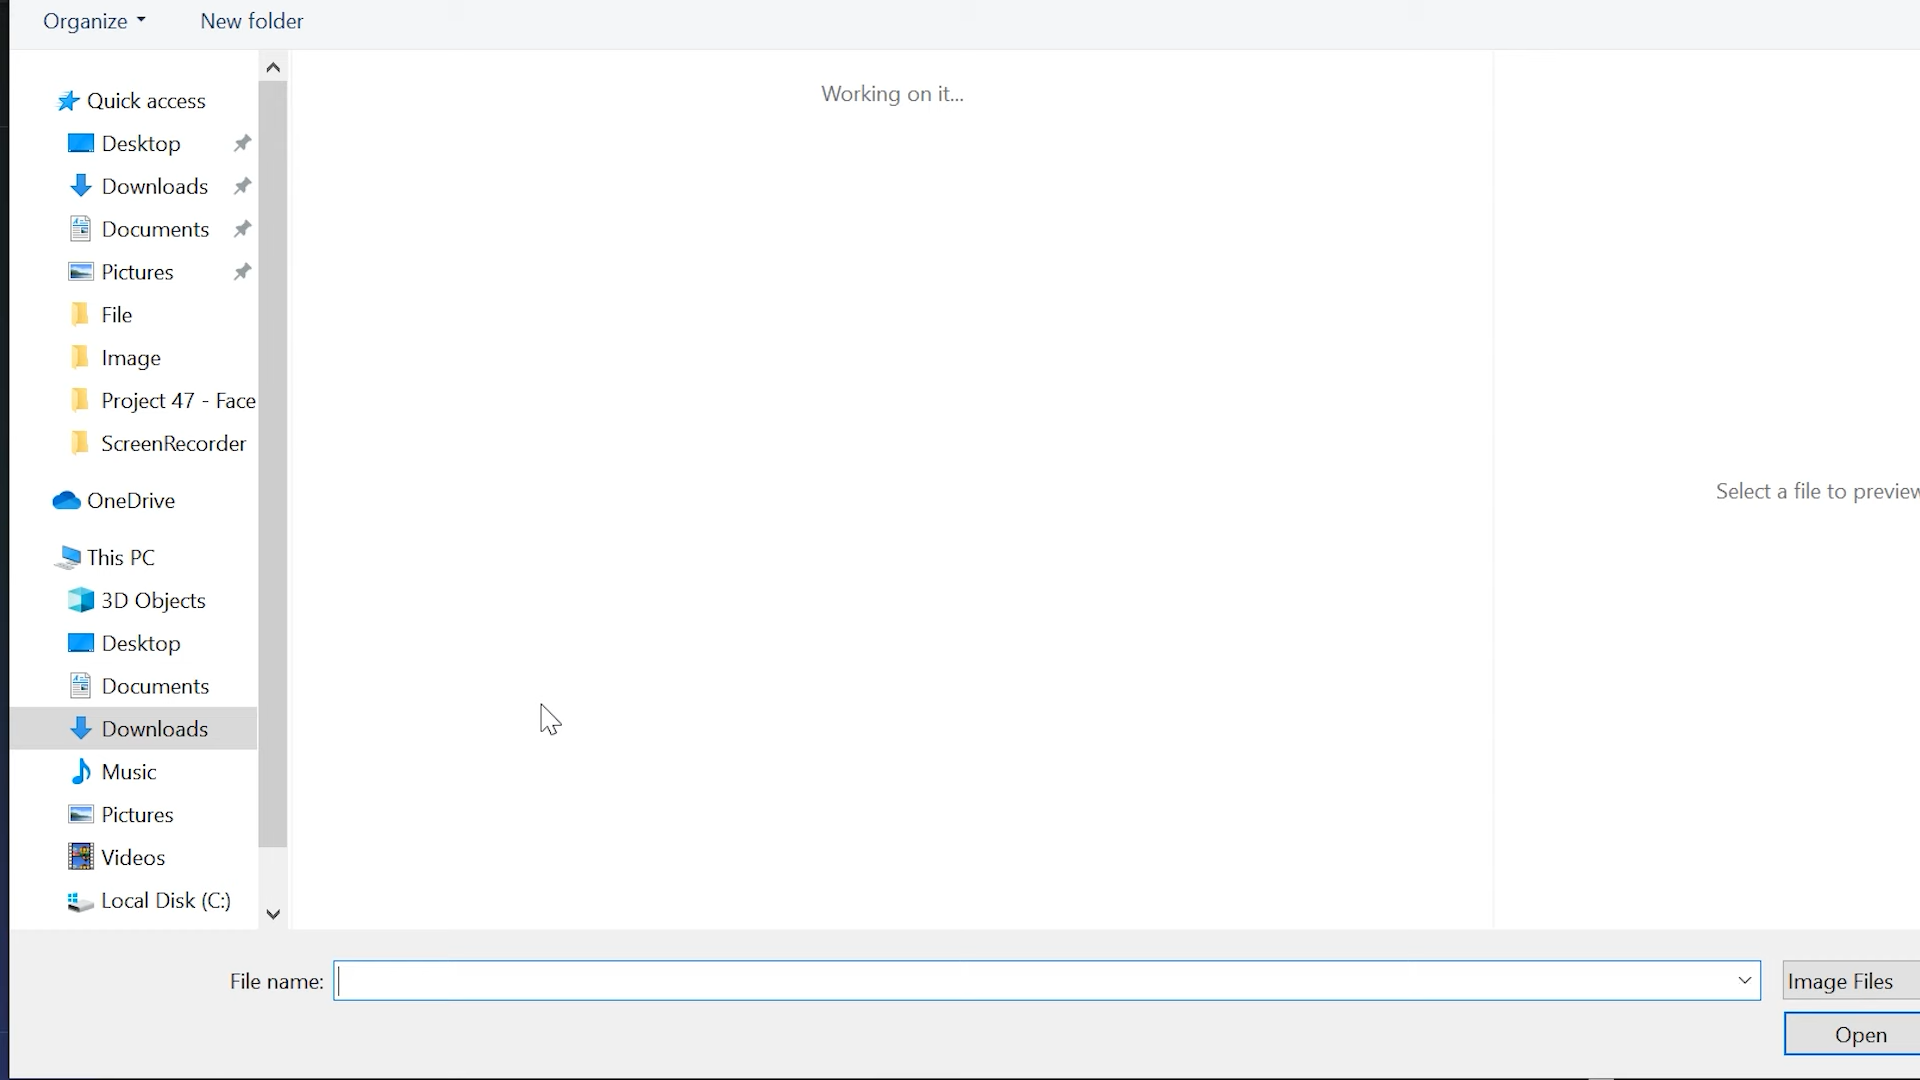 Organize
New folder
Quick access
Desktop
Downloads
Documents
Pictures
File
Image
Project 47 - Face
ScreenRecorder
OneDrive
This PC
3D Objects
Desktop
Documents
Downloads
Music
Pictures
Videos
Local Disk (C:)
Working on it...
Select a file to preview
File name:
Image Files
Open